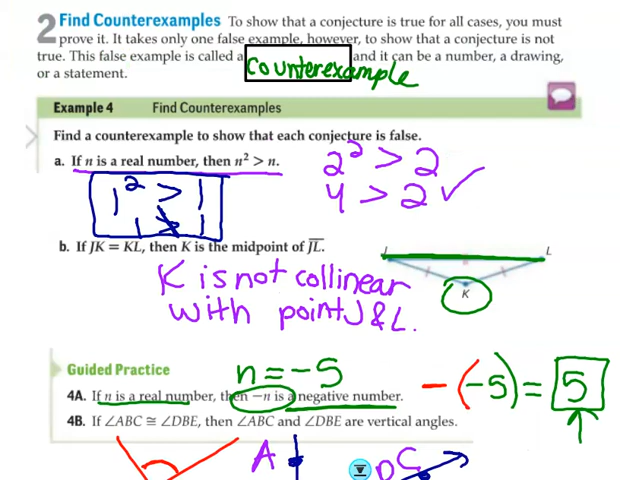 2 Find Counterexamples To show that a conjecture is true for all cases, you must
prove it. It takes only one false example, however, to show that a conjecture is not
true. This false example is called a counterexample and it can be a number, a drawing,
or a statement.
Example 4 Find Counterexamples
Find a counterexample to show that each conjecture is false.
a. If n is a real number, then n² > n.
2² > 2
4 > 2 ✓
1² > 1
1 ≯ 1
b. If JK = KL, then K is the midpoint of J̅L̅.
J L
K
K is not collinear
with point J & L.
Guided Practice
n = -5
4A. If n is a real number, then −n is a negative number.
-(-5) = 5
4B. If ∠ABC ≅ ∠DBE, then ∠ABC and ∠DBE are vertical angles.
A D C